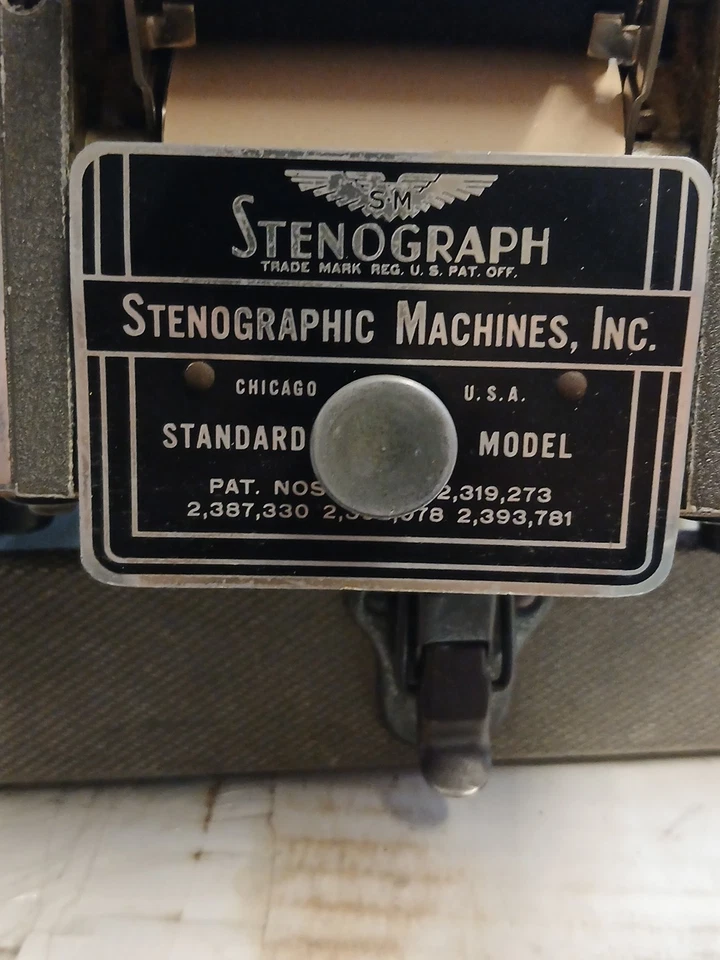 S·M
STENOGRAPH
TRADE MARK REG. U. S. PAT. OFF.
STENOGRAPHIC MACHINES, INC.
CHICAGO U.S.A.
STANDARD MODEL
PAT. NOS 2,319,273
2,387,330 2,393,781